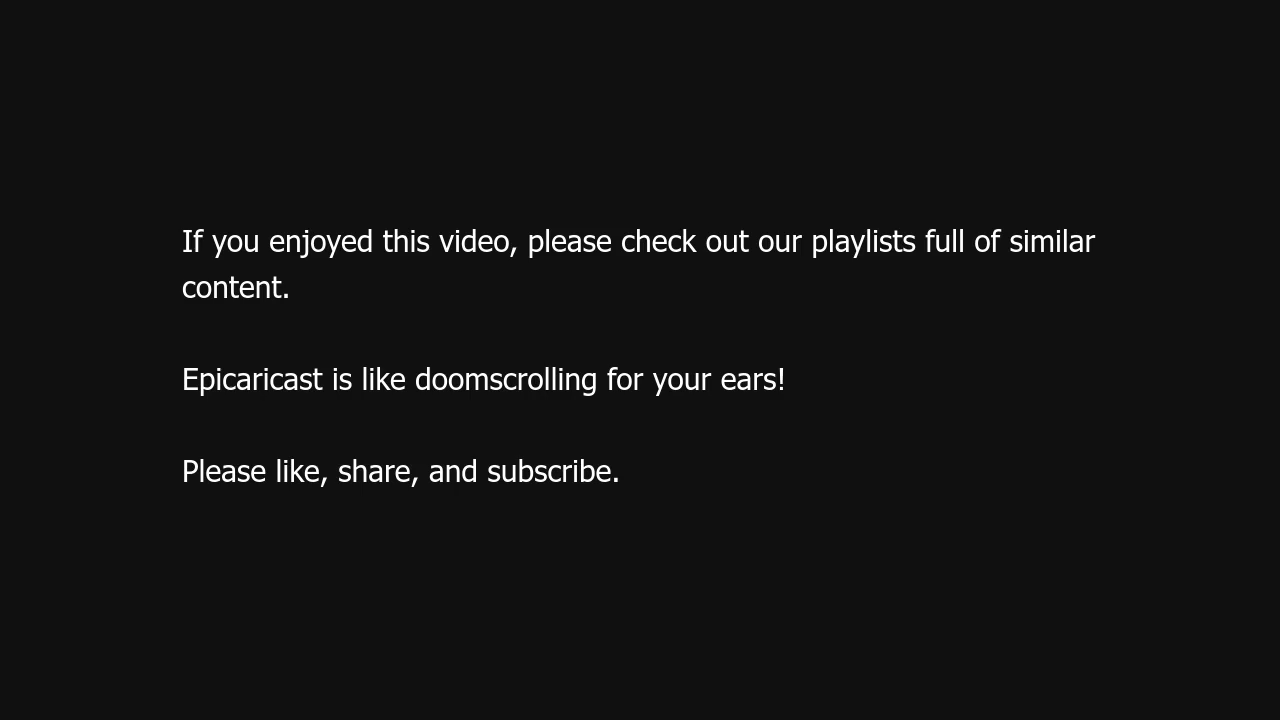 If you enjoyed this video, please check out our playlists full of similar
content.
Epicaricast is like doomscrolling for your ears!
Please like, share, and subscribe.